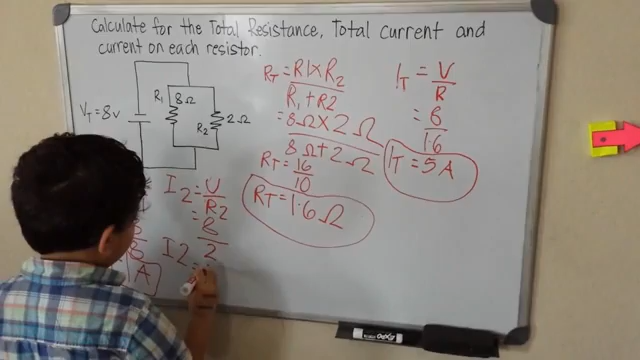 Calculate for the Total Resistance, Total current and
current on each resistor.
VT = 8v
R1
8Ω
R2
2Ω
RT = R1 x R2
R1 + R2
= 8Ω x 2Ω
8Ω + 2Ω
RT = 16
10
RT = 1.6 Ω
IT = V
R
= 8
16
IT = 5 A
A
I2 = V
= R2
8
2
I2
=
EXPO